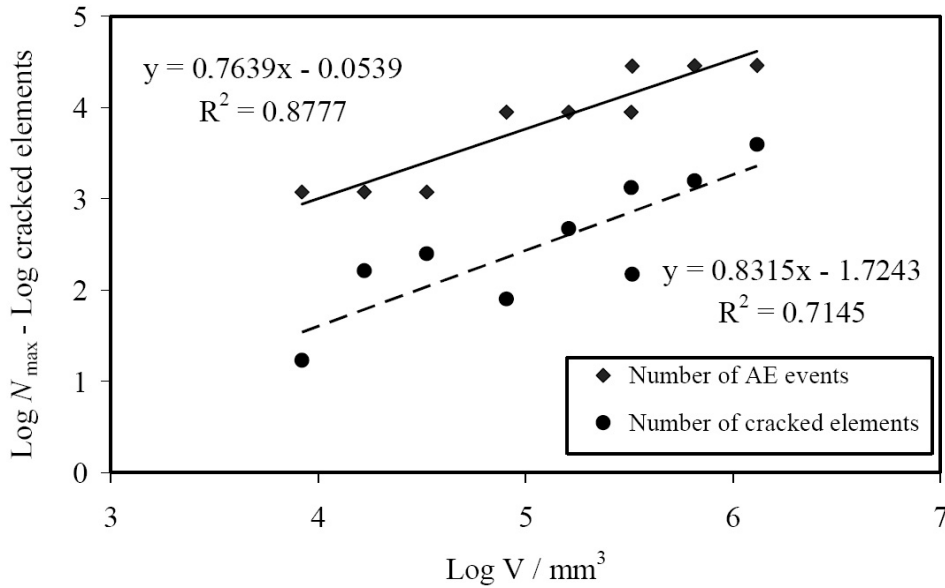 Log N max - Log cracked elements
5
4
3
2
1
0
y = 0.7639x - 0.0539
R² = 0.8777
y = 0.8315x - 1.7243
R² = 0.7145
Number of AE events
Number of cracked elements
3 4 5 6 7
Log V / mm³